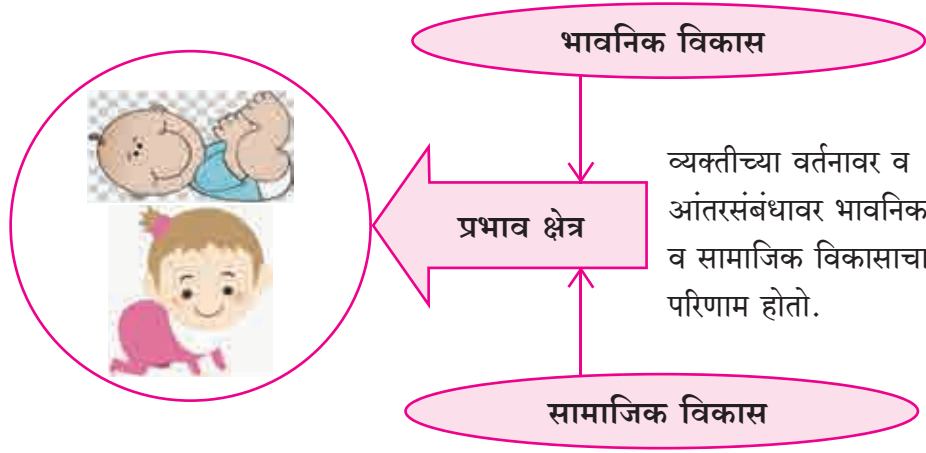 भावनिक विकास
प्रभाव क्षेत्र
व्यक्तीच्या वर्तनावर व
आंतरसंबंधावर भावनिक
व सामाजिक विकासाचा
परिणाम होतो.
सामाजिक विकास